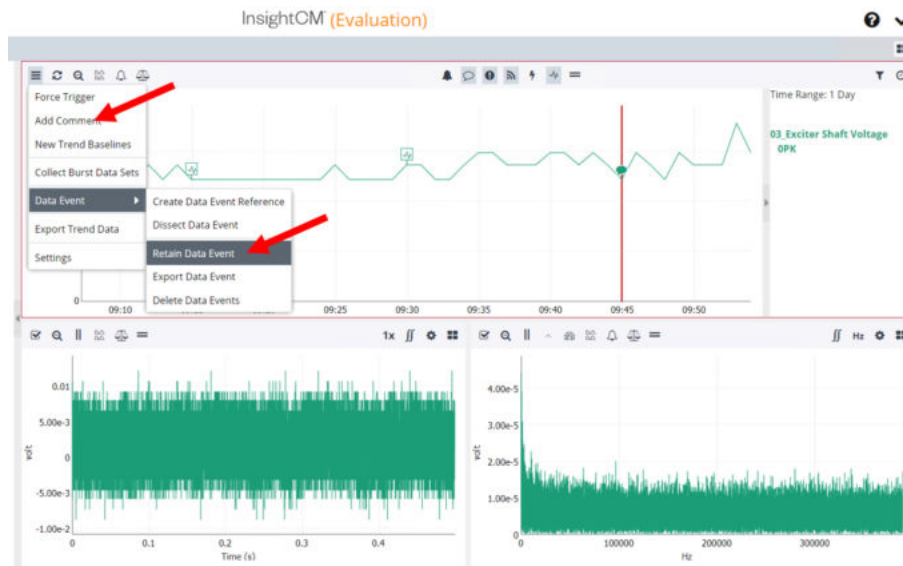 InsightCM (Evaluation)
Force Trigger
Add Comment
New Trend Baselines
Collect Burst Data Sets
Data Event
Export Trend Data
Settings
Create Data Event Reference
Dissect Data Event
Retain Data Event
Export Data Event
Delete Data Events
Time Range: 1 Day
03_Exciter Shaft Voltage
0PK
0
09:10
09:25
09:30
09:35
09:40
09:45
09:50
1x
Hz
0.01
5.00e-3
0
-5.00e-3
-1.00e-2
volt
0
0.1
0.2
0.3
0.4
Time (s)
4.00e-5
3.00e-5
2.00e-5
1.00e-5
0
volt
0
100000
200000
300000
Hz